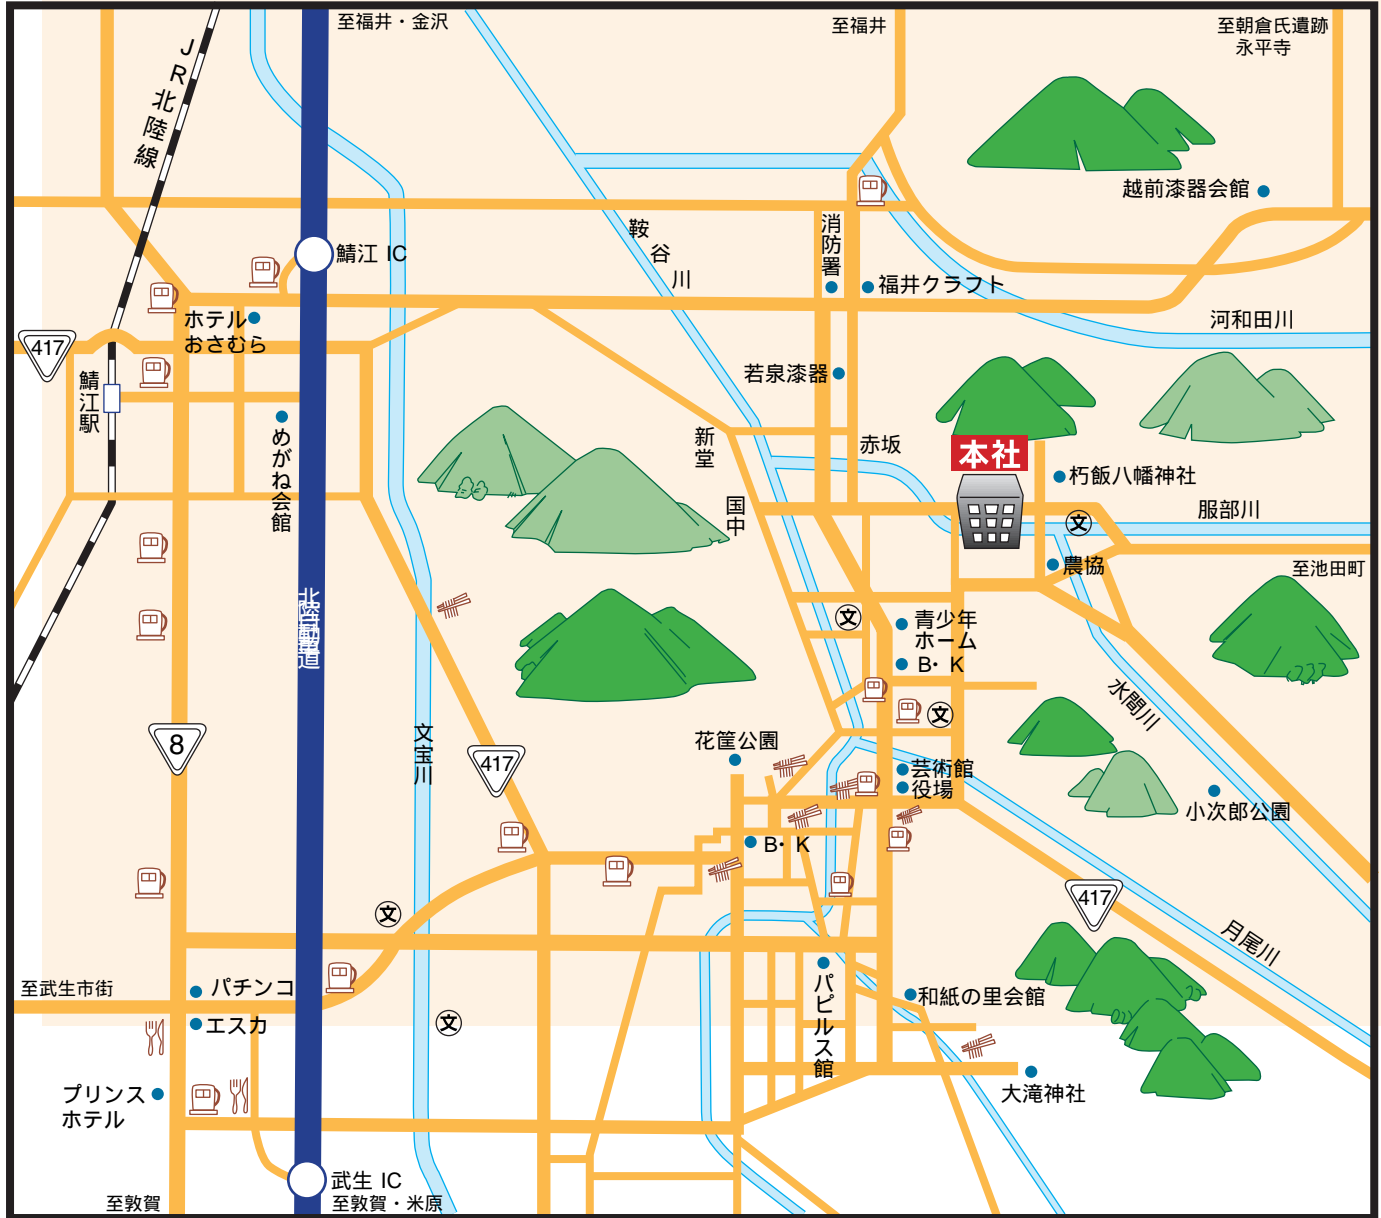 至福井・金沢
至福井
至朝倉氏遺跡
永平寺
JR北陸線
越前漆器会館
鞍谷川
消防署
鯖江 IC
福井クラフト
河和田川
ホテル
おさむら
417
若泉漆器
鯖江駅
めがね会館
新堂
赤坂
本社
朽飯八幡神社
国中
服部川
文
農協
至池田町
北陸自動車道
文
青少年
ホーム
B・K
水間川
文
8
文宝川
417
花筐公園
芸術館
役場
小次郎公園
B・K
417
文
月尾川
至武生市街
パチンコ
エスカ
パピルス館
和紙の里会館
文
プリンス
ホテル
大滝神社
武生 IC
至敦賀
至敦賀・米原